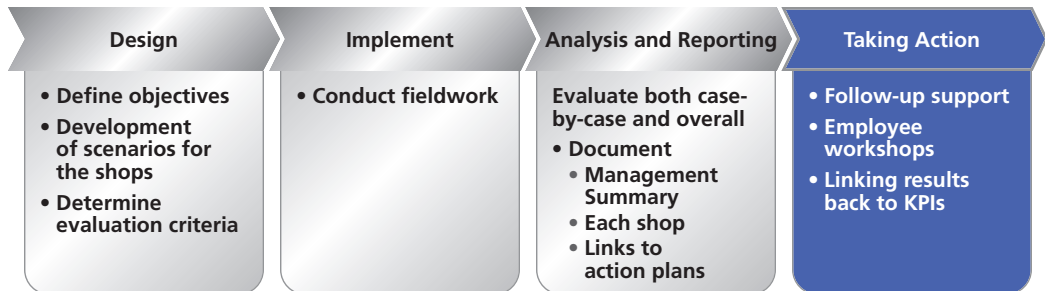 Design
• Define objectives
• Development
of scenarios for
the shops
• Determine
evaluation criteria
Implement
• Conduct fieldwork
Analysis and Reporting
Evaluate both case-
by-case and overall
• Document
• Management
Summary
• Each shop
• Links to
action plans
Taking Action
• Follow-up support
• Employee
workshops
• Linking results
back to KPIs